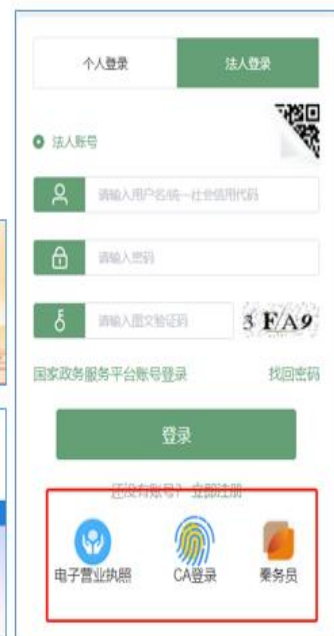 个人登录
法人登录
法人账号
请输入用户名/统一社会信用代码
请输入密码
请输入图文验证码
3 FA9
国家政务服务平台账号登录
找回密码
登录
还没有账号? 立即注册
电子营业执照
CA登录
秦务员